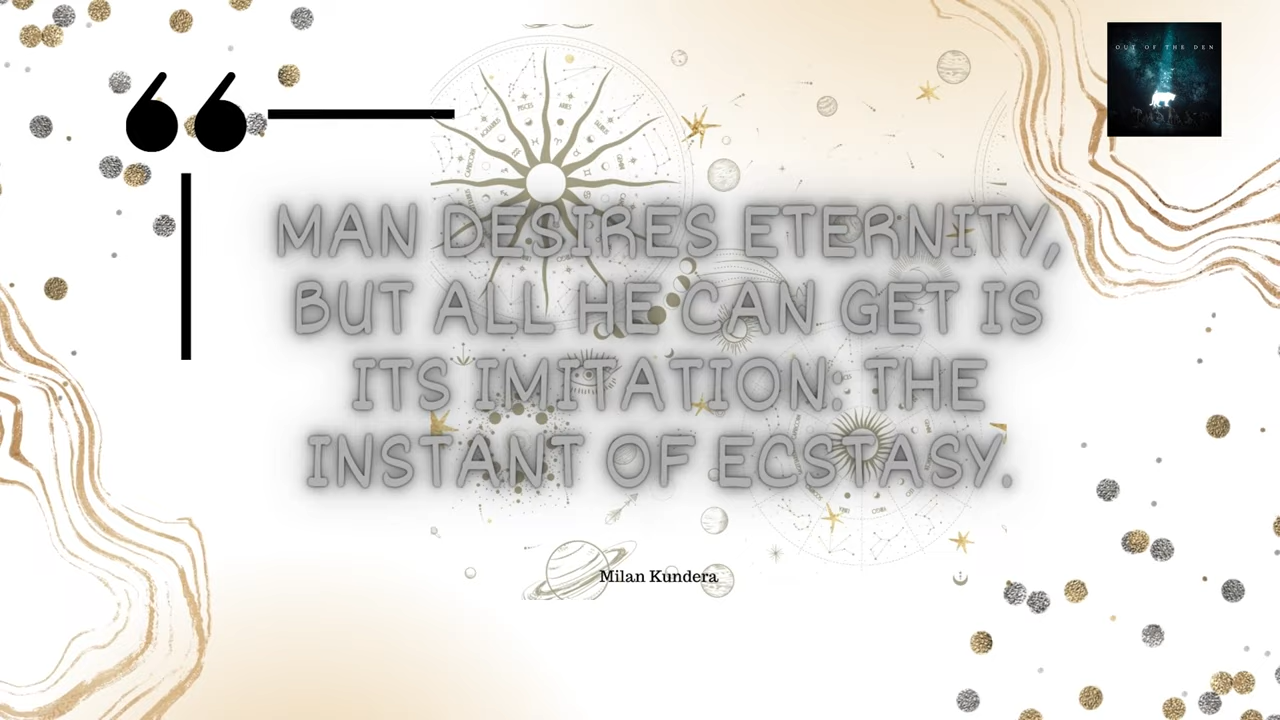 OUT OF THE DEN
MAN DESIRES ETERNITY,
BUT ALL HE CAN GET IS
ITS IMITATION: THE
INSTANT OF ECSTASY.
Milan Kundera